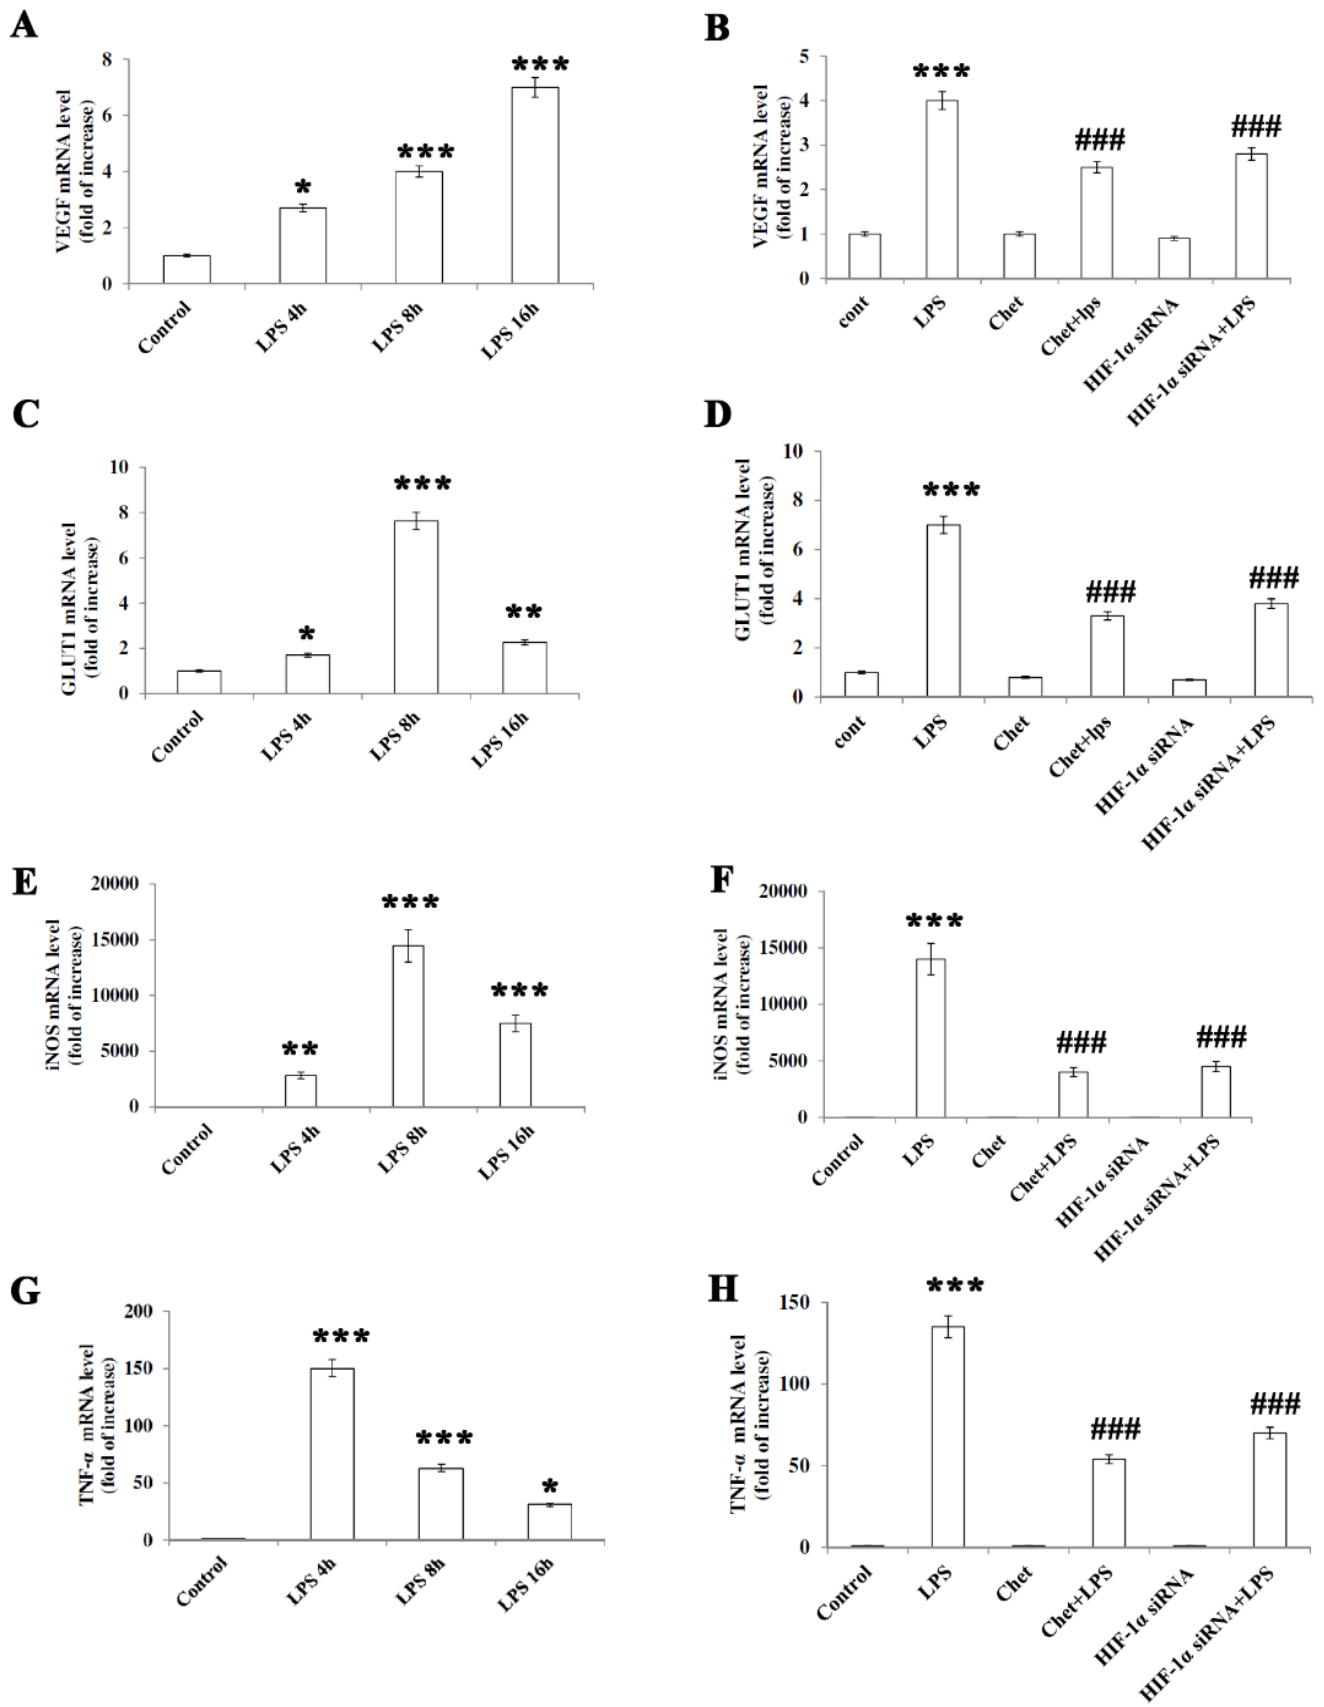 A
VEGF mRNA level
(fold of increase)
8
6
4
2
0
*
***
***
Control
LPS 4h
LPS 8h
LPS 16h
B
VEGF mRNA level
(fold of increase)
5
4
3
2
1
0
***
###
###
cont
LPS
Chet
Chet+lps
HIF-1α siRNA
HIF-1α siRNA+LPS
C
GLUT1 mRNA level
(fold of increase)
10
8
6
4
2
0
*
***
**
Control
LPS 4h
LPS 8h
LPS 16h
D
GLUT1 mRNA level
(fold of increase)
10
8
6
4
2
0
***
###
###
cont
LPS
Chet
Chet+lps
HIF-1α siRNA
HIF-1α siRNA+LPS
E
iNOS mRNA level
(fold of increase)
20000
15000
10000
5000
0
**
***
***
Control
LPS 4h
LPS 8h
LPS 16h
F
iNOS mRNA level
(fold of increase)
20000
15000
10000
5000
0
***
###
###
Control
LPS
Chet
Chet+LPS
HIF-1α siRNA
HIF-1α siRNA+LPS
G
TNF-α mRNA level
(fold of increase)
200
150
100
50
0
***
***
*
Control
LPS 4h
LPS 8h
LPS 16h
H
TNF-α mRNA level
(fold of increase)
150
100
50
0
***
###
###
Control
LPS
Chet
Chet+LPS
HIF-1α siRNA
HIF-1α siRNA+LPS